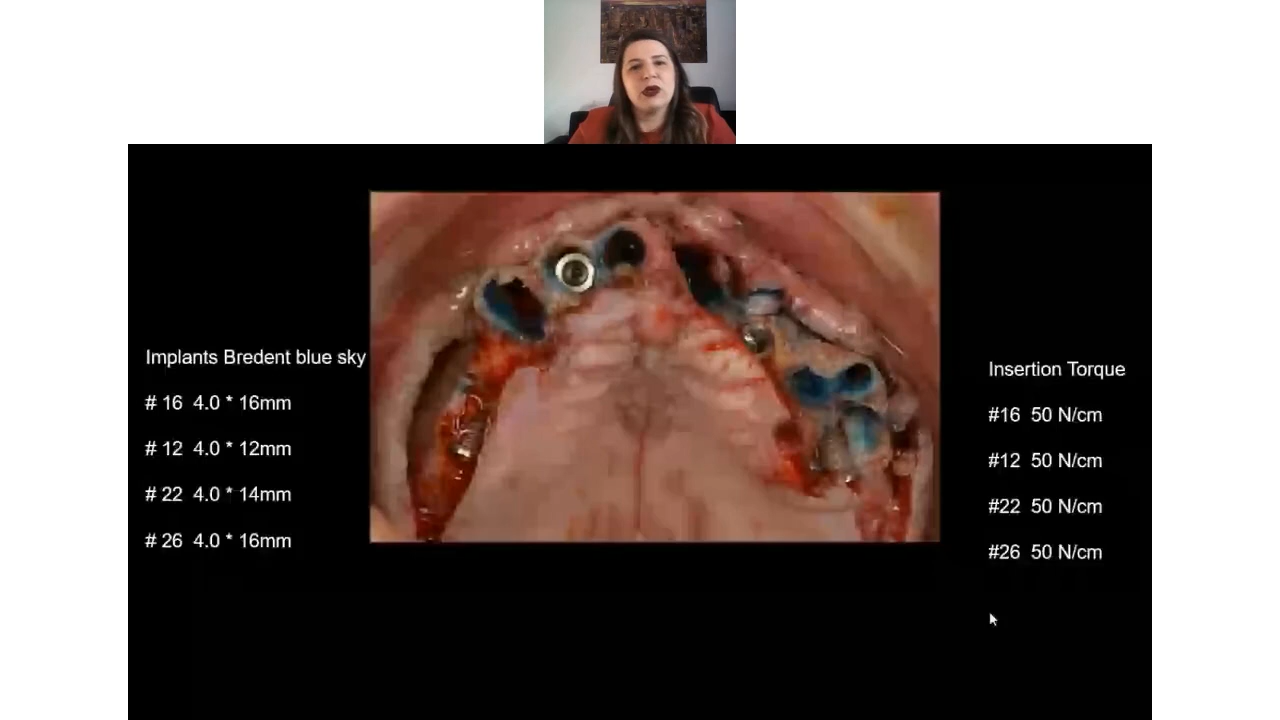 Implants Bredent blue sky
# 16 4.0 * 16mm
# 12 4.0 * 12mm
# 22 4.0 * 14mm
# 26 4.0 * 16mm
Insertion Torque
#16 50 N/cm
#12 50 N/cm
#22 50 N/cm
#26 50 N/cm